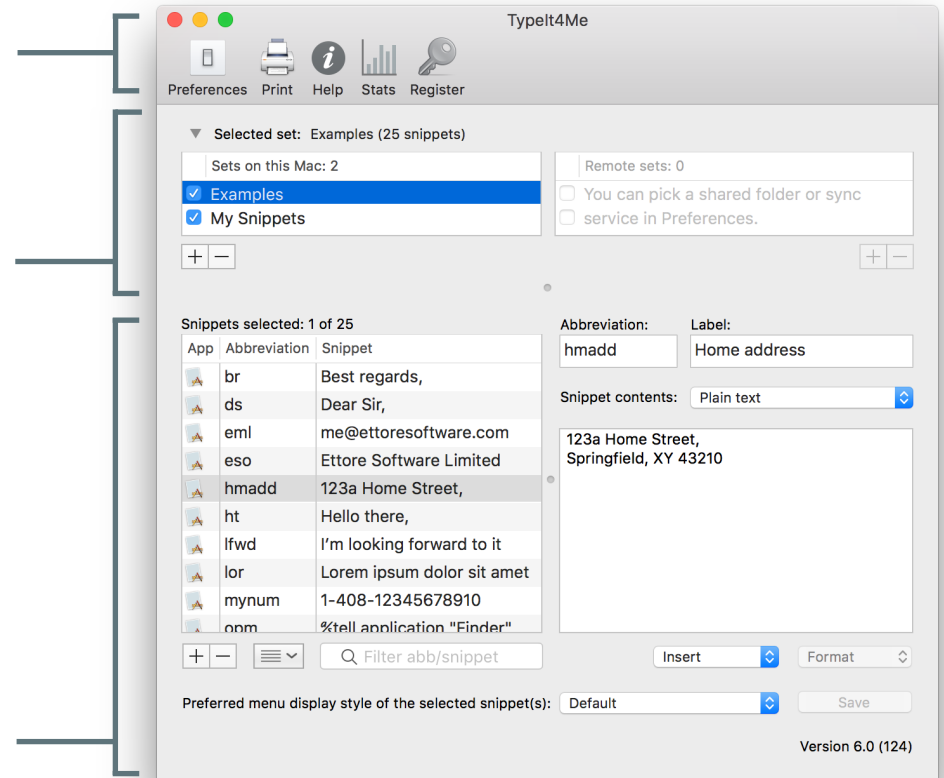 TypeIt4Me
Preferences Print Help Stats Register
Selected set: Examples (25 snippets)
Sets on this Mac: 2
Examples
My Snippets
Remote sets: 0
You can pick a shared folder or sync
service in Preferences.
Snippets selected: 1 of 25
App Abbreviation Snippet
br Best regards,
ds Dear Sir,
eml me@ettoresoftware.com
eso Ettore Software Limited
hmadd 123a Home Street,
ht Hello there,
lfwd I'm looking forward to it
lor Lorem ipsum dolor sit amet
mynum 1-408-12345678910
opm %tell application "Finder"
Filter abb/snippet
Abbreviation: Label:
hmadd Home address
Snippet contents: Plain text
123a Home Street,
Springfield, XY 43210
Insert Format
Preferred menu display style of the selected snippet(s): Default Save
Version 6.0 (124)